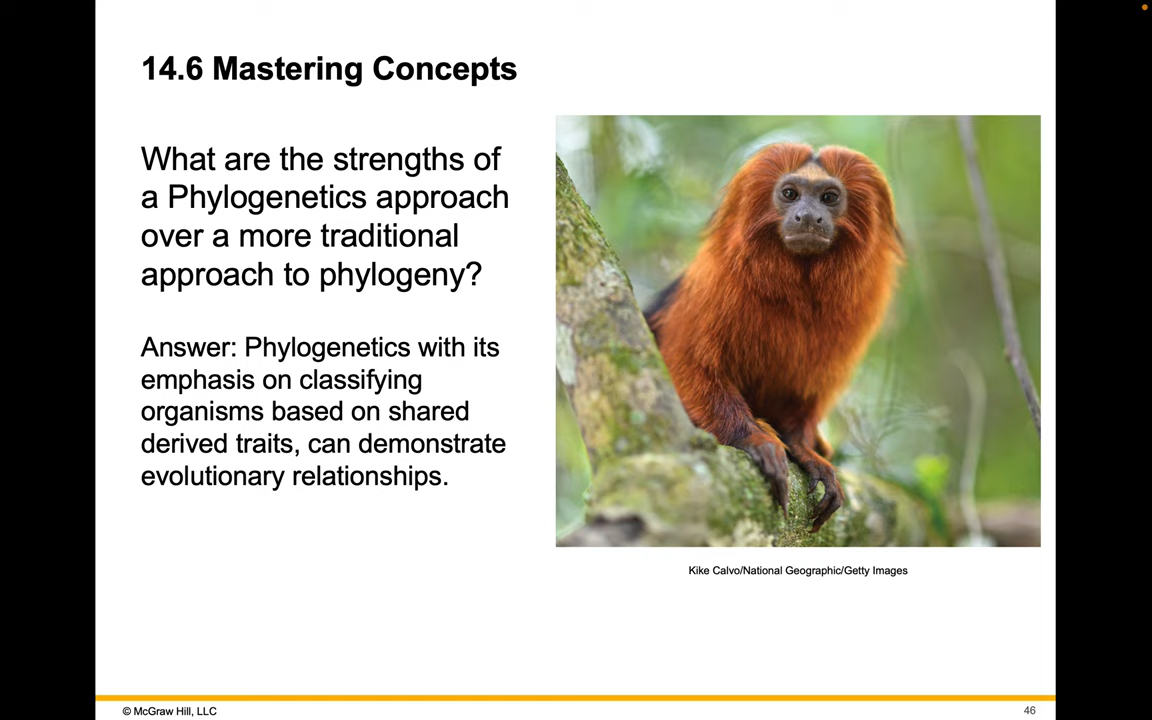 14.6 Mastering Concepts
What are the strengths of
a Phylogenetics approach
over a more traditional
approach to phylogeny?
Answer: Phylogenetics with its
emphasis on classifying
organisms based on shared
derived traits, can demonstrate
evolutionary relationships.
Kike Calvo/National Geographic/Getty Images
© McGraw Hill, LLC
46